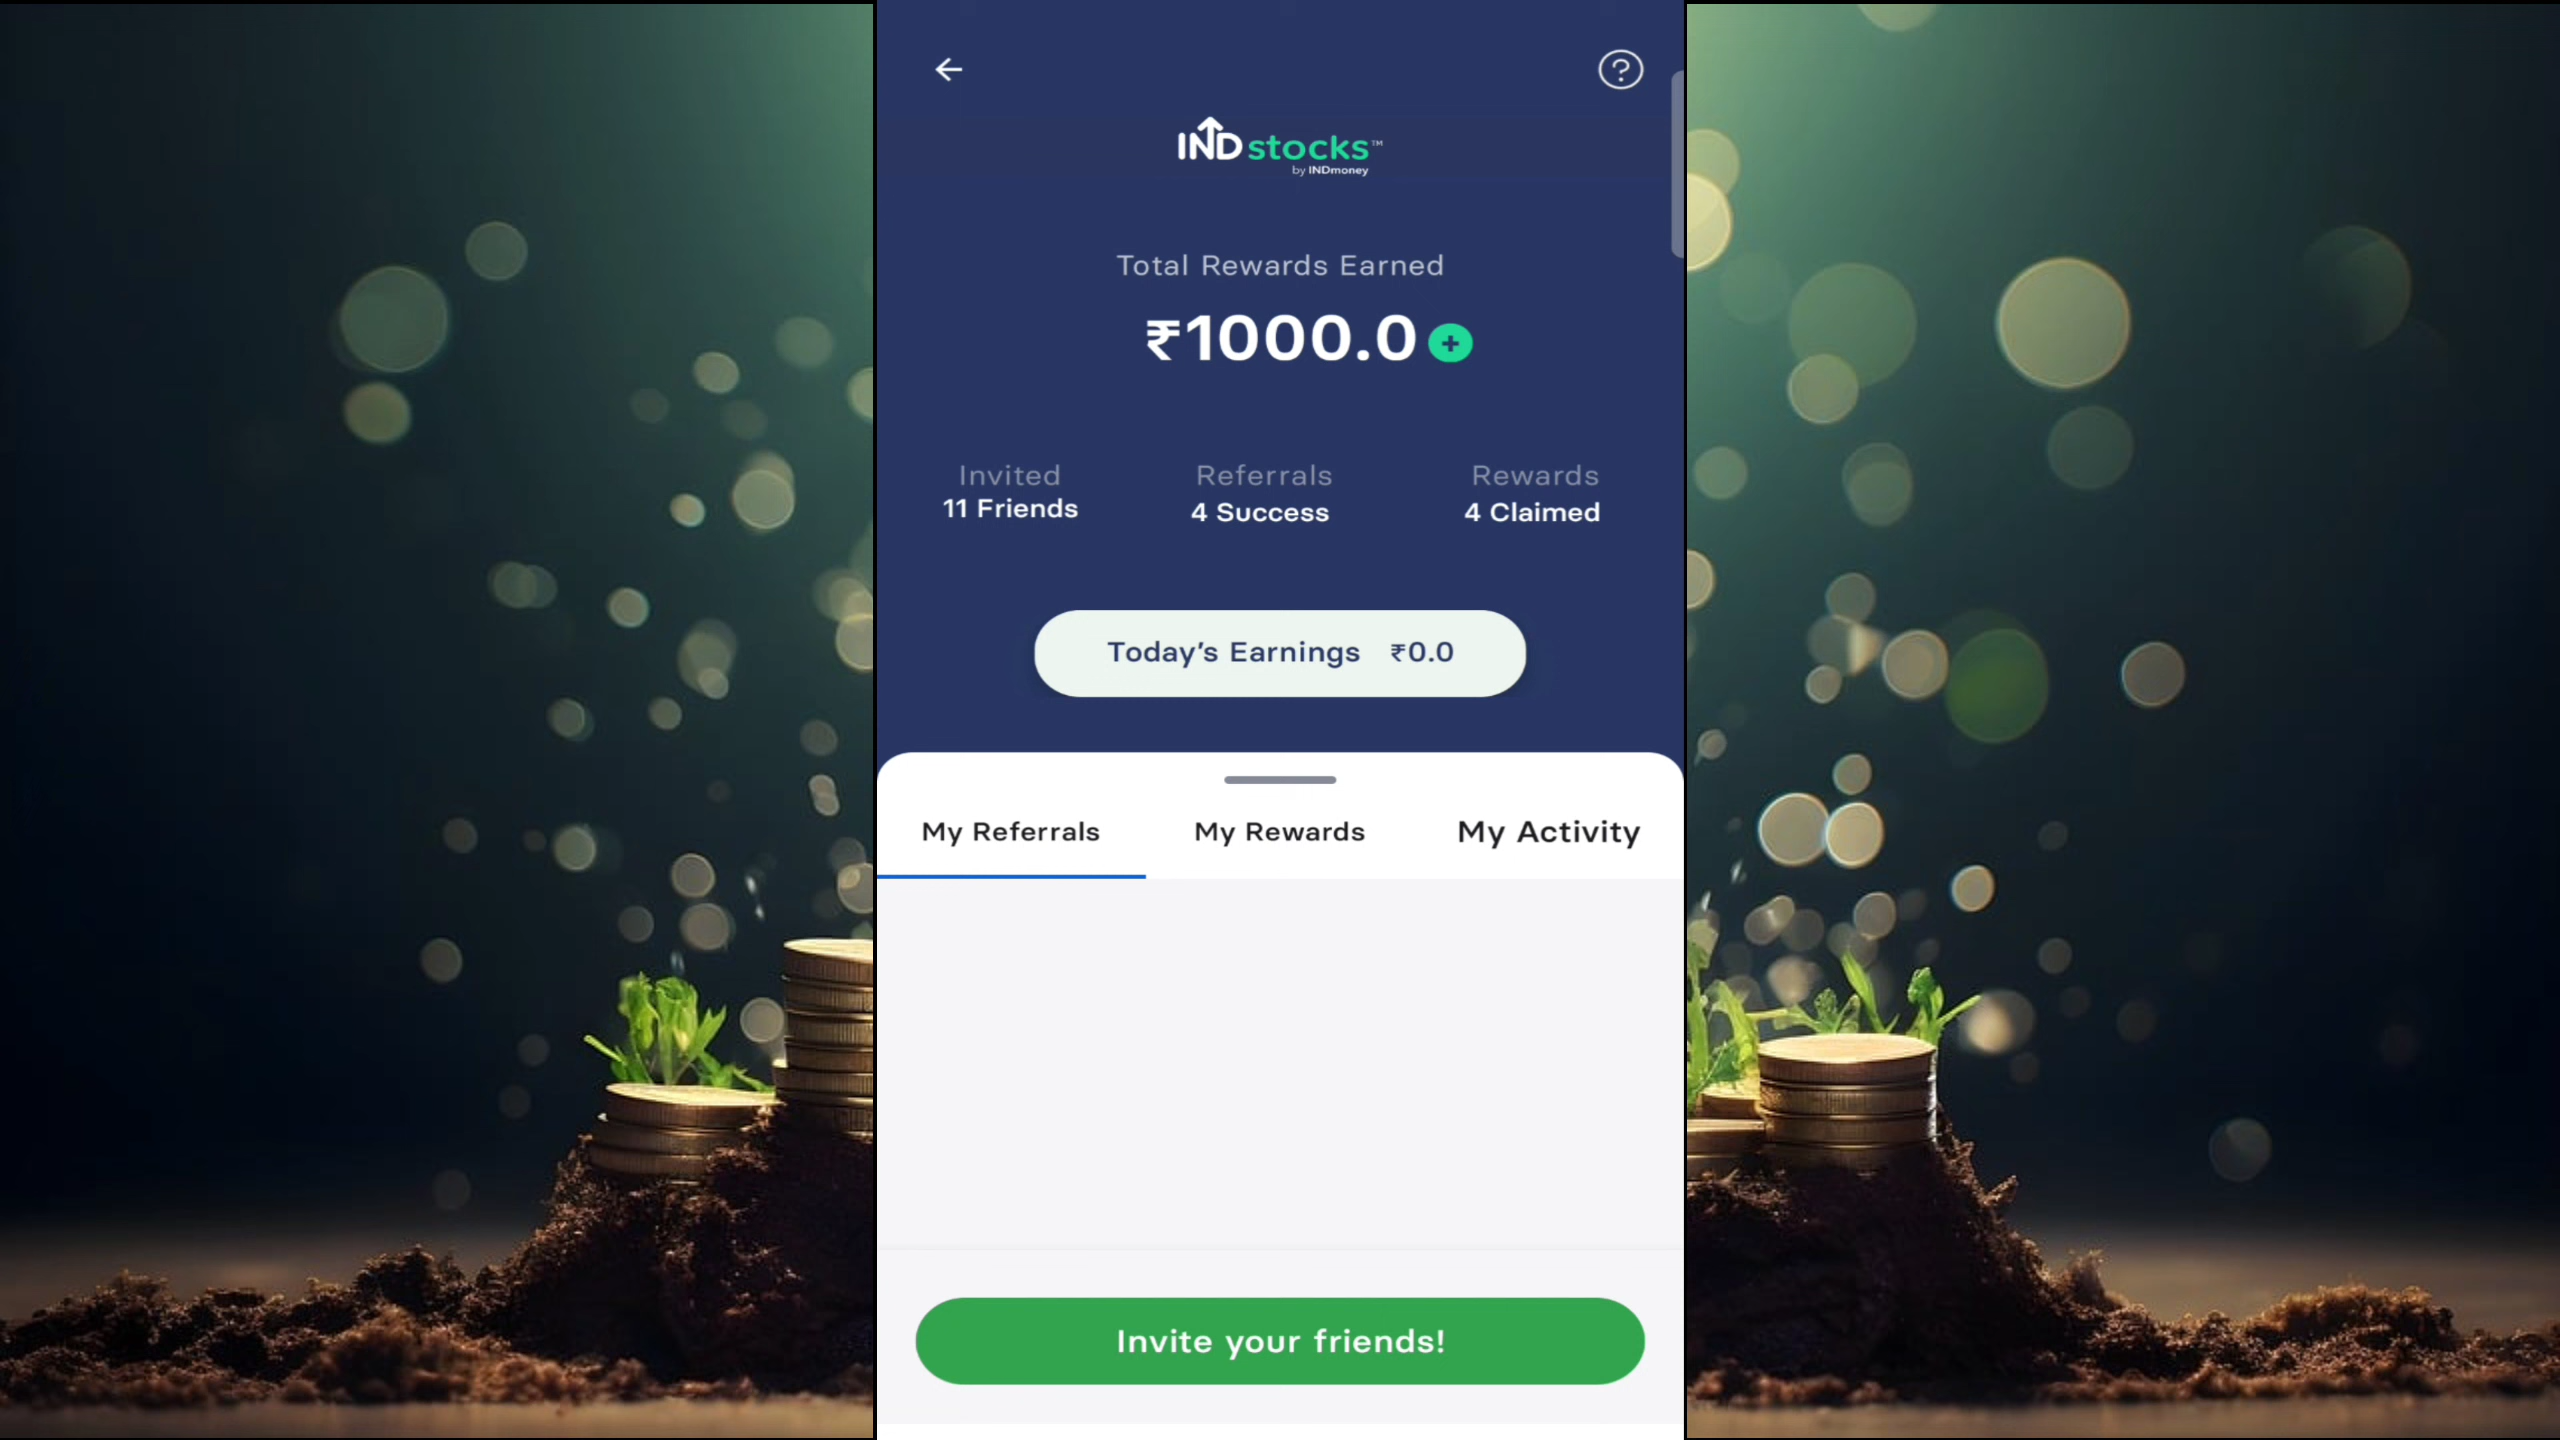 INDstocks™
by INDmoney
Total Rewards Earned
₹1000.0
Invited Referrals Rewards
11 Friends 4 Success 4 Claimed
Today's Earnings ₹0.0
My Referrals My Rewards My Activity
Invite your friends!